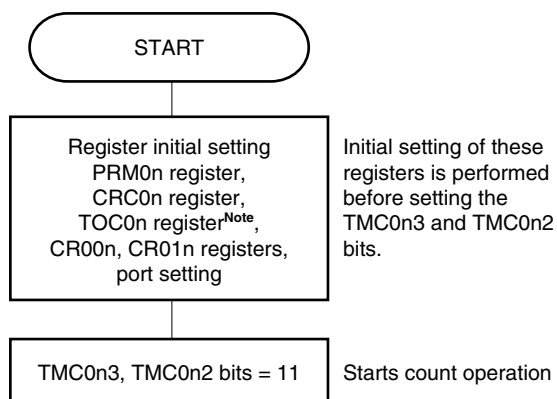 START
Register initial setting
PRM0n register,
CRC0n register,
TOC0n registerNote,
CR00n, CR01n registers,
port setting
Initial setting of these
registers is performed
before setting the
TMC0n3 and TMC0n2
bits.
TMC0n3, TMC0n2 bits = 11
Starts count operation